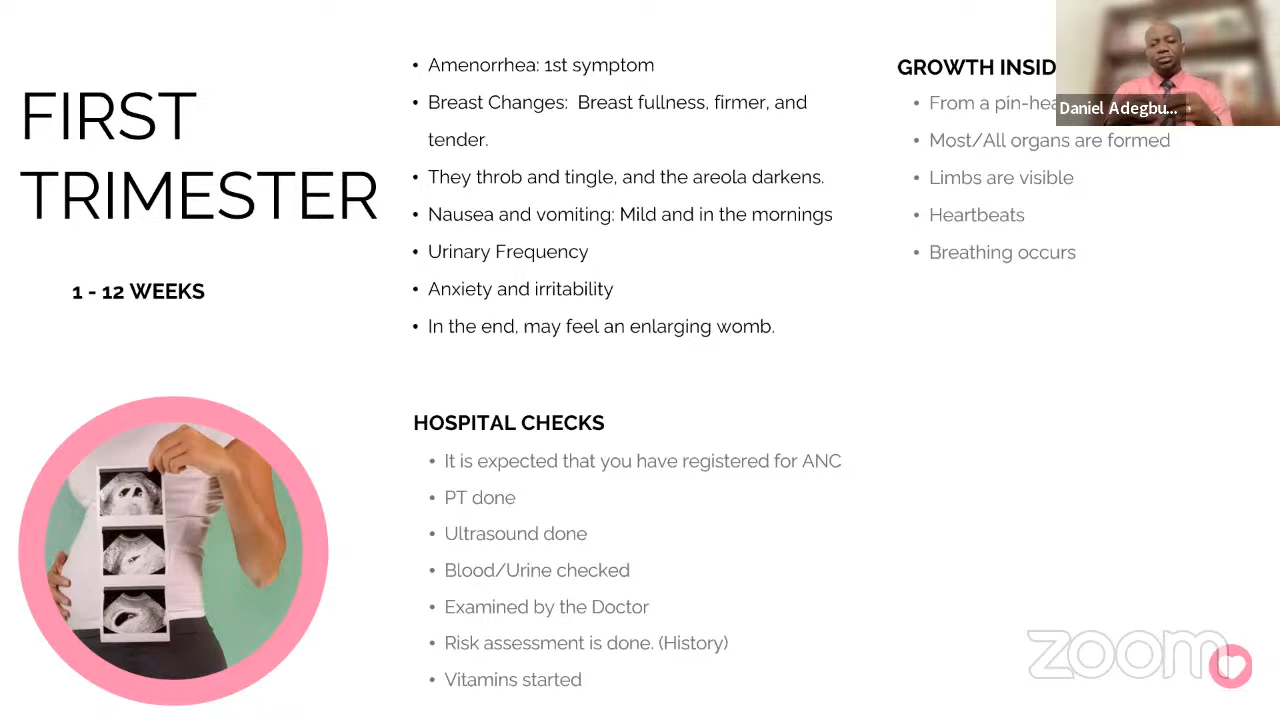 FIRST
TRIMESTER
1 - 12 WEEKS
• Amenorrhea: 1st symptom
• Breast Changes: Breast fullness, firmer, and
tender.
• They throb and tingle, and the areola darkens.
• Nausea and vomiting: Mild and in the mornings
• Urinary Frequency
• Anxiety and irritability
• In the end, may feel an enlarging womb.
HOSPITAL CHECKS
• It is expected that you have registered for ANC
• PT done
• Ultrasound done
• Blood/Urine checked
• Examined by the Doctor
• Risk assessment is done. (History)
• Vitamins started
GROWTH INSID
• From a pin-hea
• Most/All organs are formed
• Limbs are visible
• Heartbeats
• Breathing occurs
Daniel Adegbu...
zoom